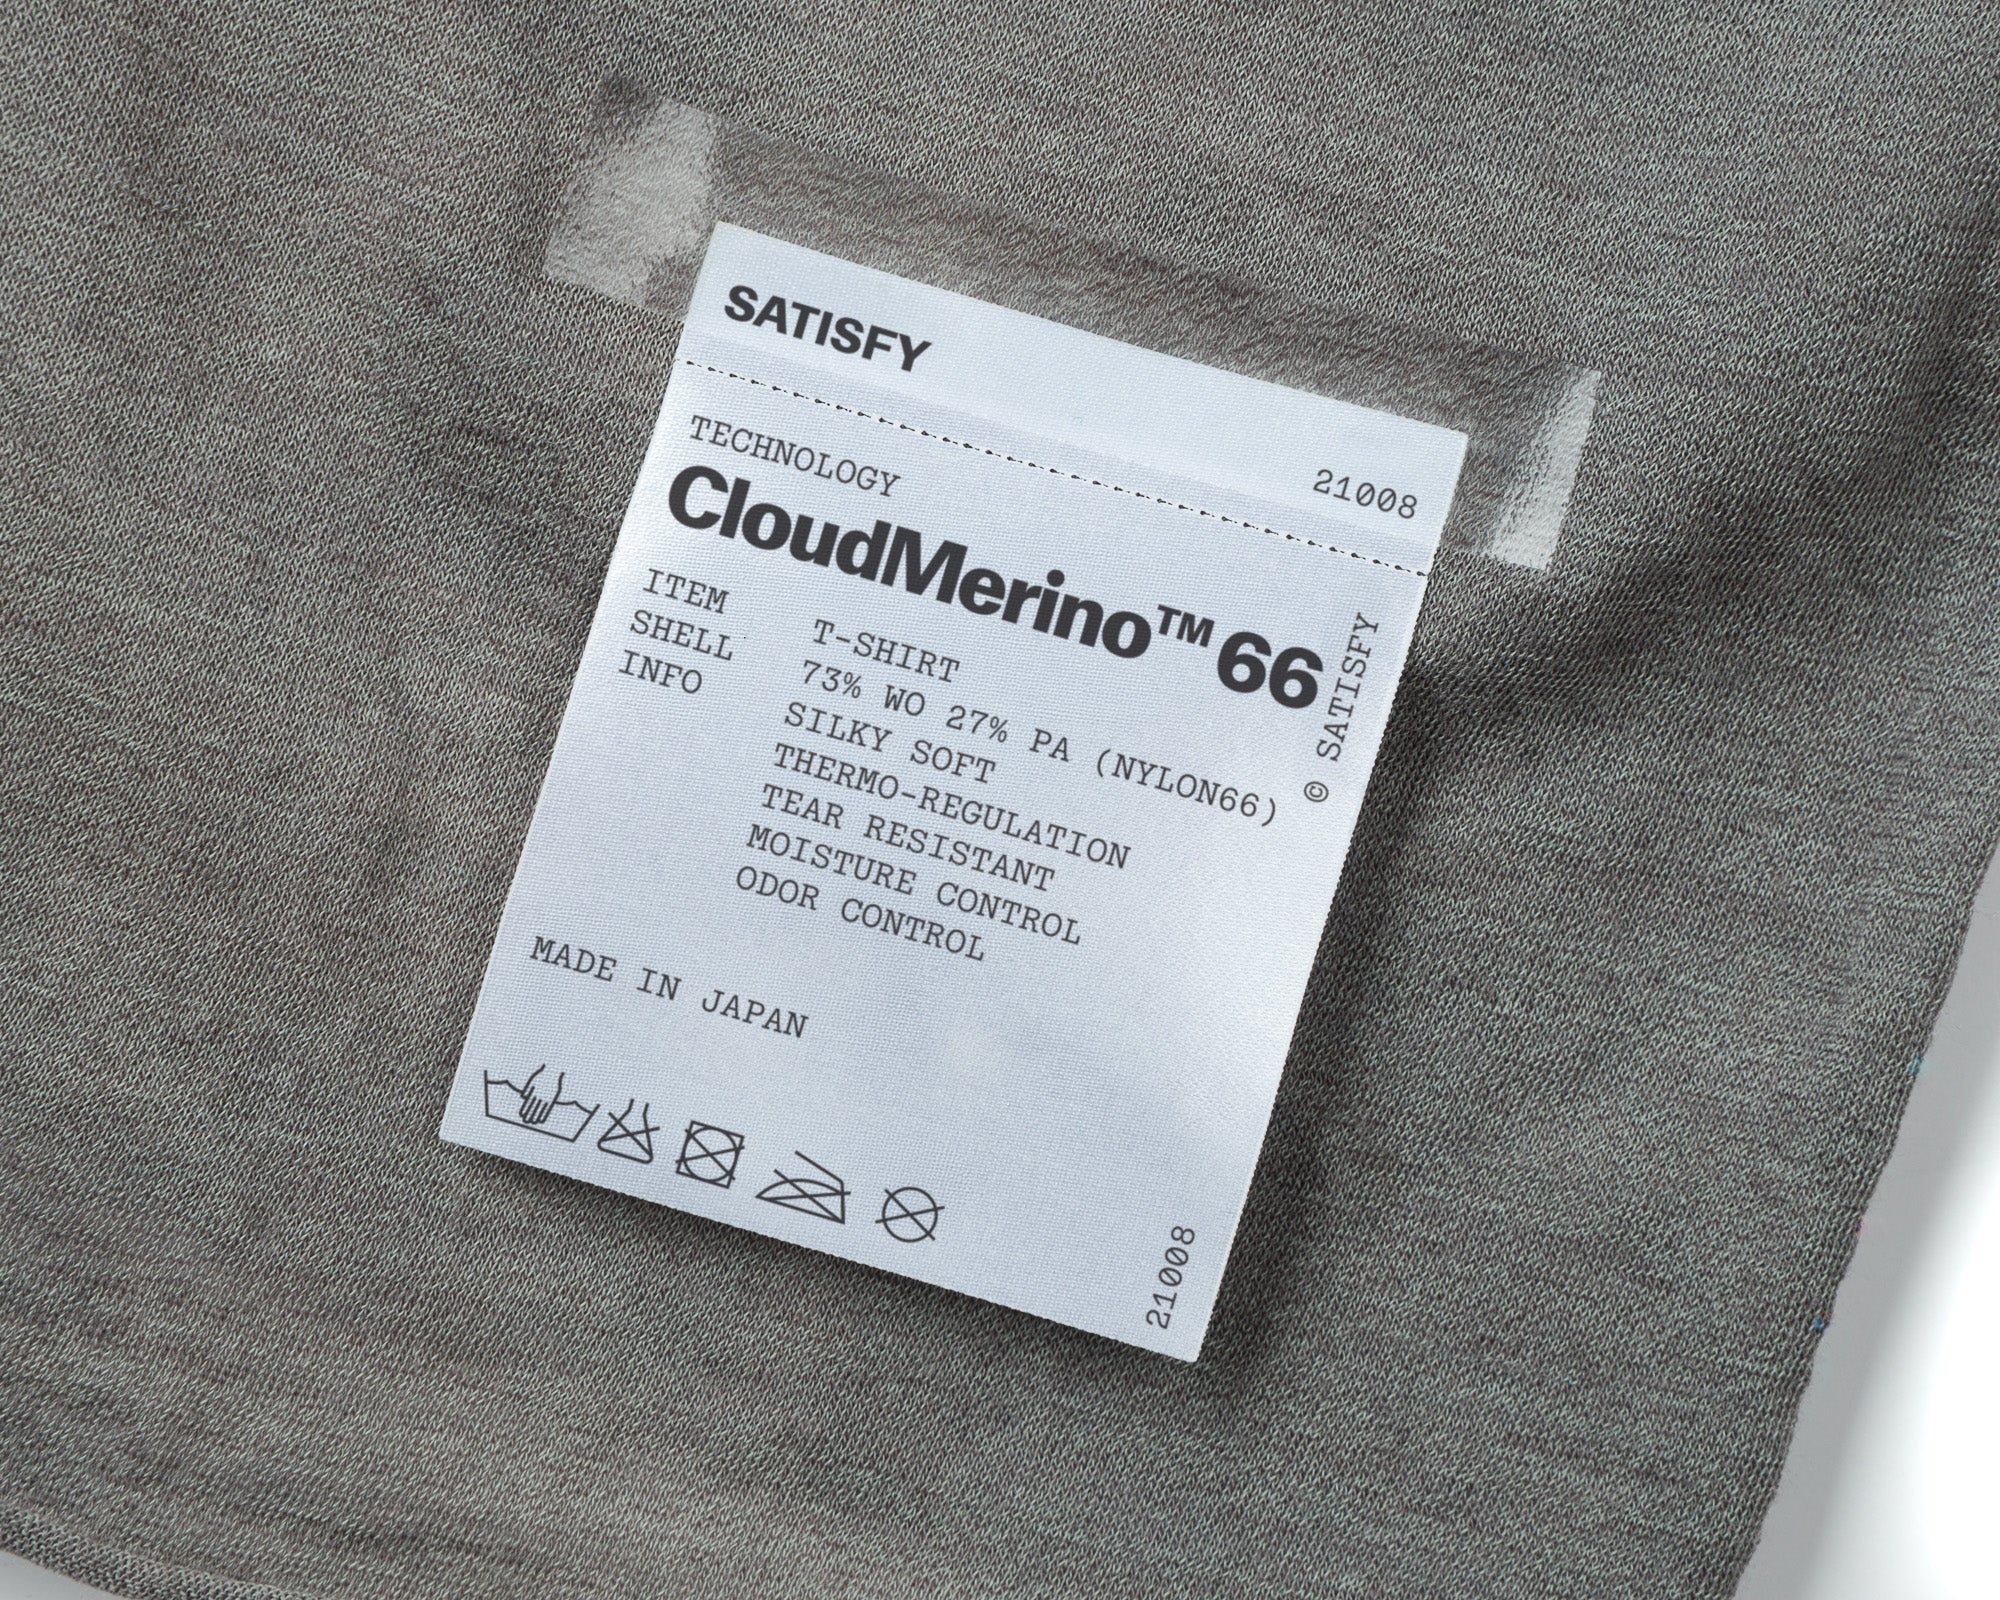 SATISFY
21008
TECHNOLOGY
CloudMerino™ 66
ITEM T-SHIRT
SHELL 73% WO 27% PA (NYLON66)
INFO SILKY SOFT
THERMO-REGULATION
TEAR RESISTANT
MOISTURE CONTROL
ODOR CONTROL
© SATISFY
MADE IN JAPAN
21008